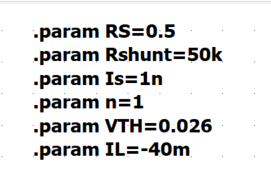 .param RS=0.5
.param Rshunt=50k
.param Is=1n
.param n=1
.param VTH=0.026
.param IL=-40m